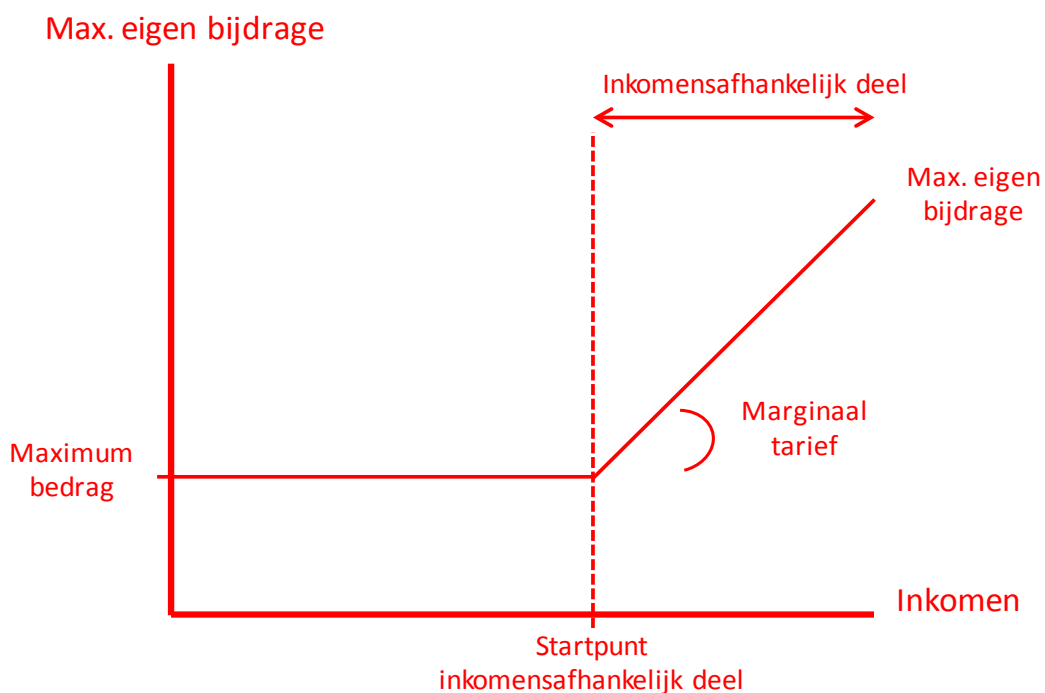 Max. eigen bijdrage
Inkomensafhankelijk deel
Max. eigen
bijdrage
Marginaal
tarief
Maximum
bedrag
Inkomen
Startpunt
inkomensafhankelijk deel